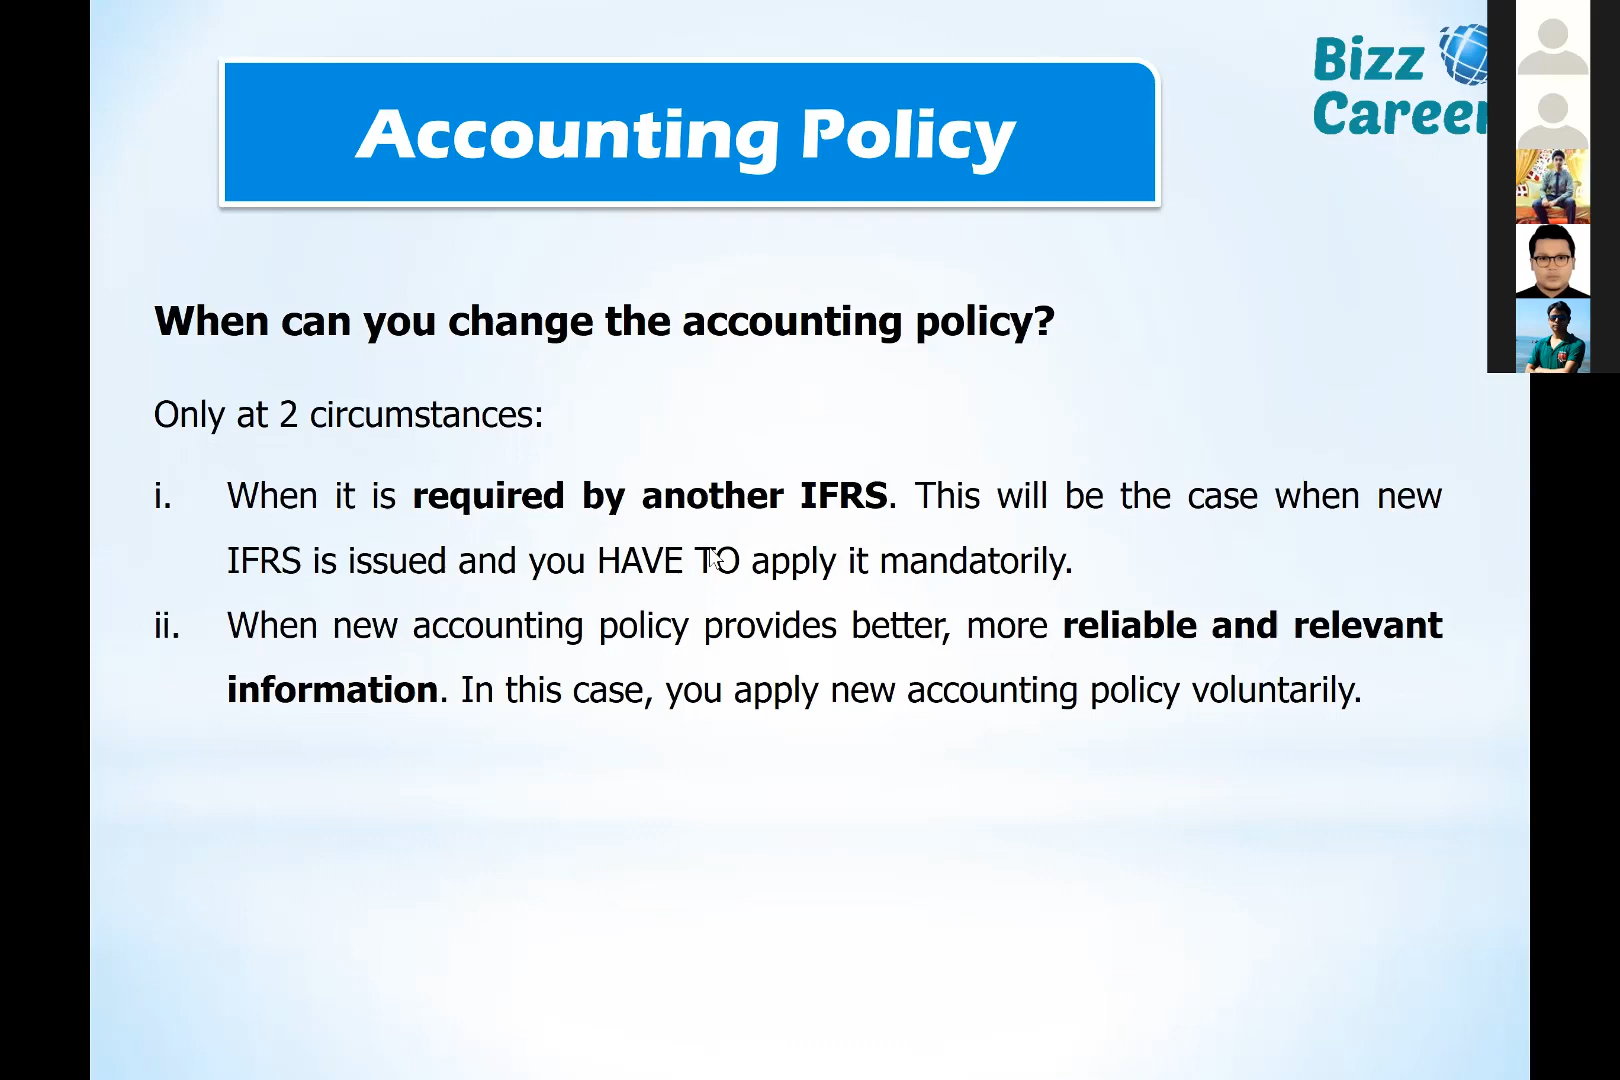 Bizz
Career
Accounting Policy
When can you change the accounting policy?
Only at 2 circumstances:
i. When it is required by another IFRS. This will be the case when new
IFRS is issued and you HAVE TO apply it mandatorily.
ii. When new accounting policy provides better, more reliable and relevant
information. In this case, you apply new accounting policy voluntarily.